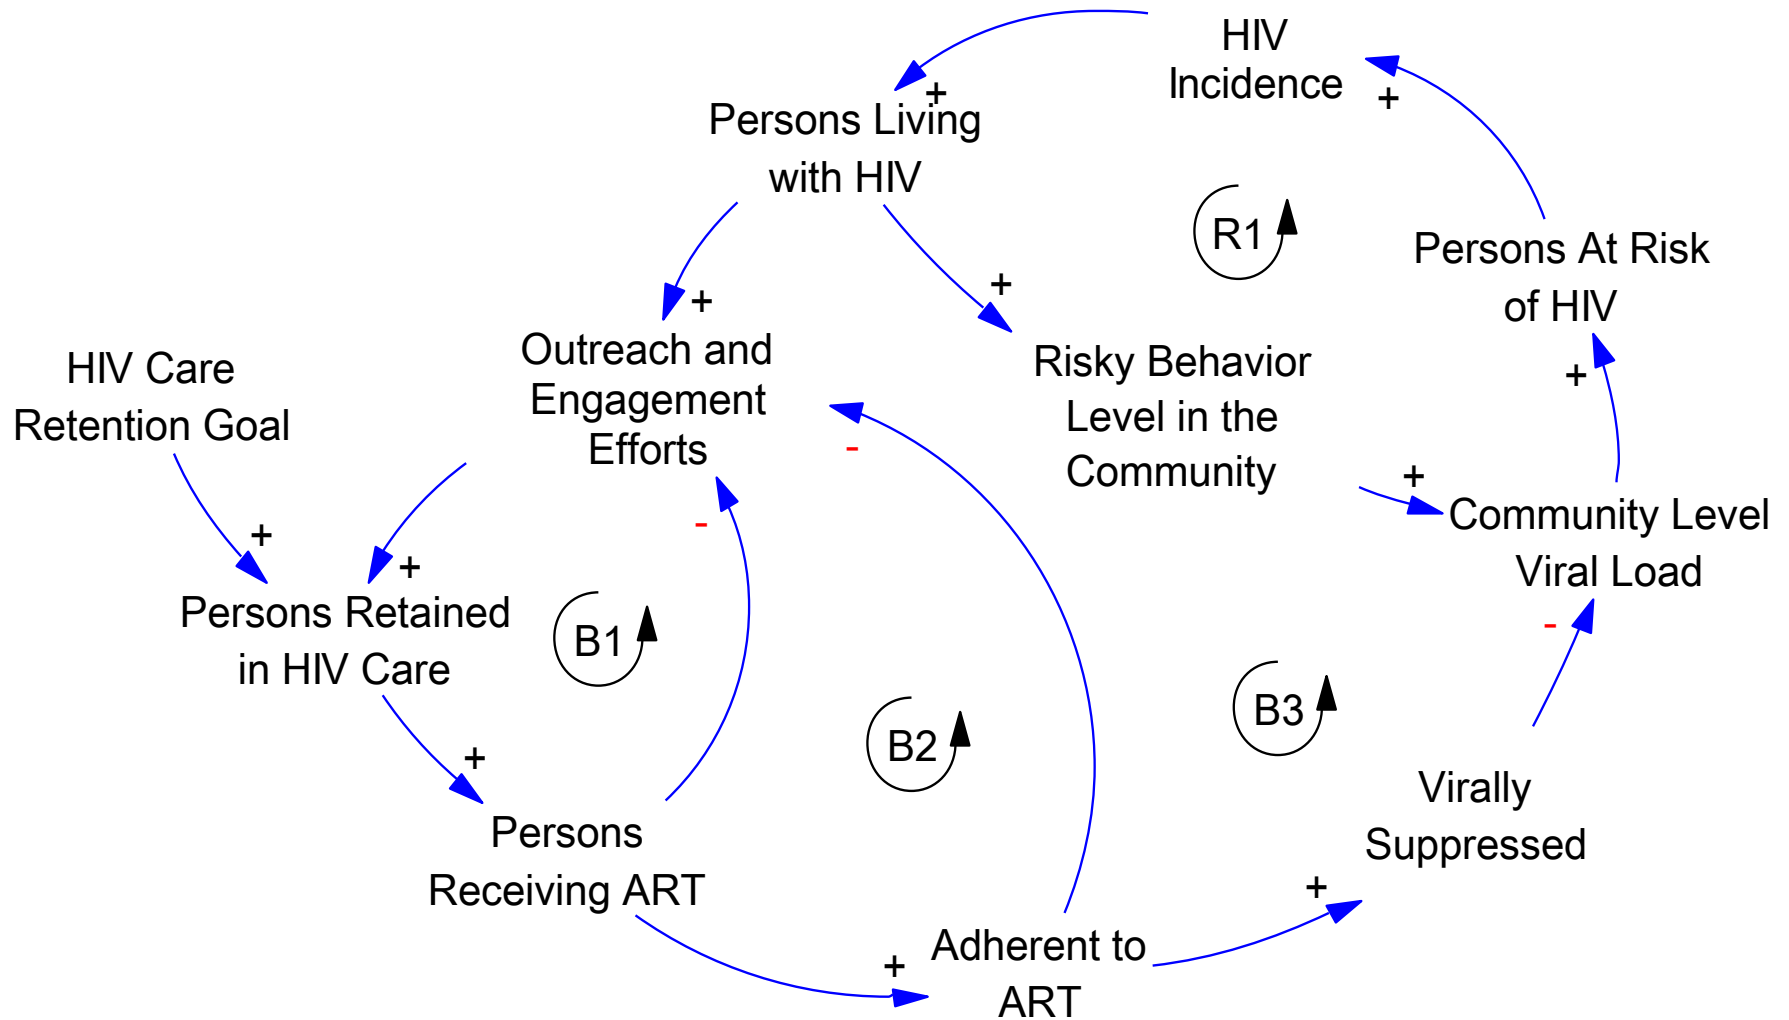 HIV
Incidence
+
+
Persons Living
with HIV
R1
Persons At Risk
of HIV
+
+
Outreach and
Engagement
Efforts
HIV Care
Retention Goal
Risky Behavior
Level in the
Community
+
-
-
+
Community Level
Viral Load
+
+
Persons Retained
in HIV Care
B1
-
B2
B3
+
Persons
Receiving ART
Virally
Suppressed
+
+
Adherent to
ART